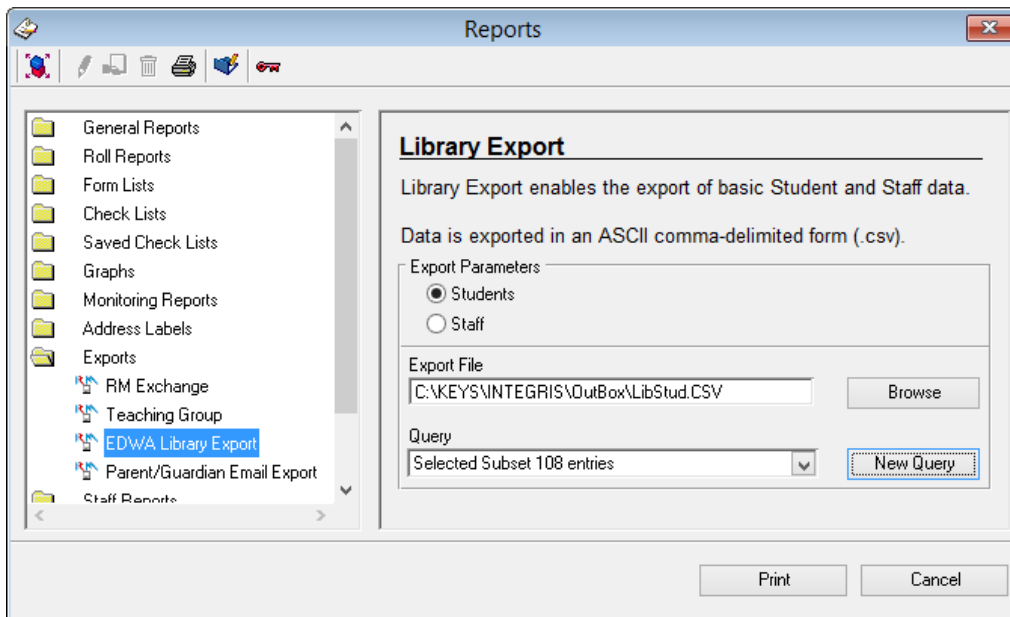 Reports
General Reports
Roll Reports
Form Lists
Check Lists
Saved Check Lists
Graphs
Monitoring Reports
Address Labels
Exports
RM Exchange
Teaching Group
EDWA Library Export
Parent/Guardian Email Export
Staff Reports
Library Export
Library Export enables the export of basic Student and Staff data.
Data is exported in an ASCII comma-delimited form (.csv).
Export Parameters
Students
Staff
Export File
C:\KEYS\INTEGRIS\OutBox\LibStud.CSV
Browse
Query
Selected Subset 108 entries
New Query
Print
Cancel